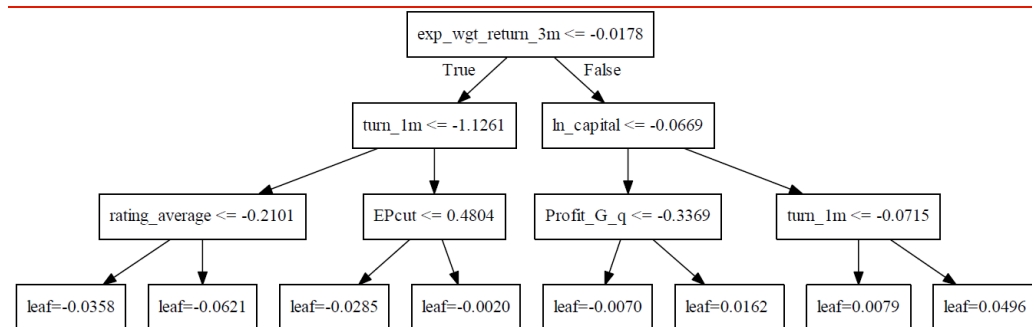 exp_wgt_return_3m <= -0.0178
True False
turn_1m <= -1.1261 ln_capital <= -0.0669
rating_average <= -0.2101 EPcut <= 0.4804 Profit_G_q <= -0.3369 turn_1m <= -0.0715
leaf=-0.0358 leaf=-0.0621 leaf=-0.0285 leaf=-0.0020 leaf=-0.0070 leaf=0.0162 leaf=0.0079 leaf=0.0496